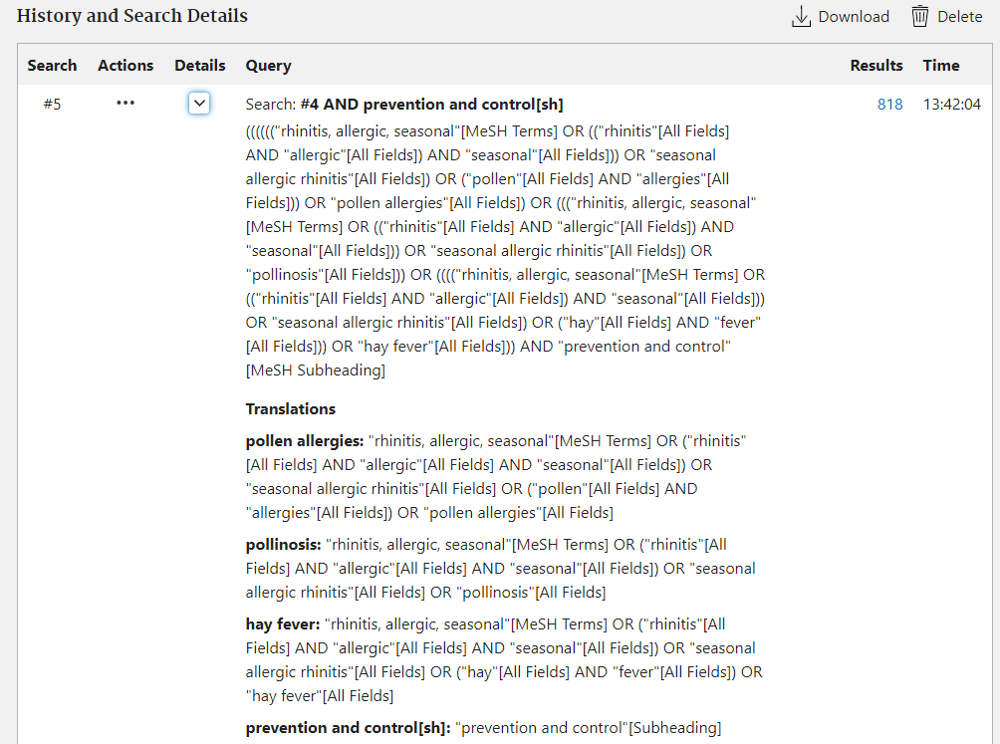 History and Search Details
Download
Delete
Search Actions Details Query Results Time
#5 ••• Search: #4 AND prevention and control[sh] 818 13:42:04
(((((("rhinitis, allergic, seasonal"[MeSH Terms] OR (("rhinitis"[All Fields]
AND "allergic"[All Fields]) AND "seasonal"[All Fields])) OR "seasonal
allergic rhinitis"[All Fields]) OR ("pollen"[All Fields] AND "allergies"[All
Fields])) OR "pollen allergies"[All Fields]) OR ((("rhinitis, allergic, seasonal"
[MeSH Terms] OR (("rhinitis"[All Fields] AND "allergic"[All Fields]) AND
"seasonal"[All Fields])) OR "seasonal allergic rhinitis"[All Fields]) OR
"pollinosis"[All Fields])) OR (((("rhinitis, allergic, seasonal"[MeSH Terms] OR
(("rhinitis"[All Fields] AND "allergic"[All Fields]) AND "seasonal"[All Fields]))
OR "seasonal allergic rhinitis"[All Fields]) OR ("hay"[All Fields] AND "fever"
[All Fields])) OR "hay fever"[All Fields])) AND "prevention and control"
[MeSH Subheading]
Translations
pollen allergies: "rhinitis, allergic, seasonal"[MeSH Terms] OR ("rhinitis"
[All Fields] AND "allergic"[All Fields] AND "seasonal"[All Fields]) OR
"seasonal allergic rhinitis"[All Fields] OR ("pollen"[All Fields] AND
"allergies"[All Fields]) OR "pollen allergies"[All Fields]
pollinosis: "rhinitis, allergic, seasonal"[MeSH Terms] OR ("rhinitis"[All
Fields] AND "allergic"[All Fields] AND "seasonal"[All Fields]) OR "seasonal
allergic rhinitis"[All Fields] OR "pollinosis"[All Fields]
hay fever: "rhinitis, allergic, seasonal"[MeSH Terms] OR ("rhinitis"[All
Fields] AND "allergic"[All Fields] AND "seasonal"[All Fields]) OR "seasonal
allergic rhinitis"[All Fields] OR ("hay"[All Fields] AND "fever"[All Fields]) OR
"hay fever"[All Fields]
prevention and control[sh]: "prevention and control"[Subheading]